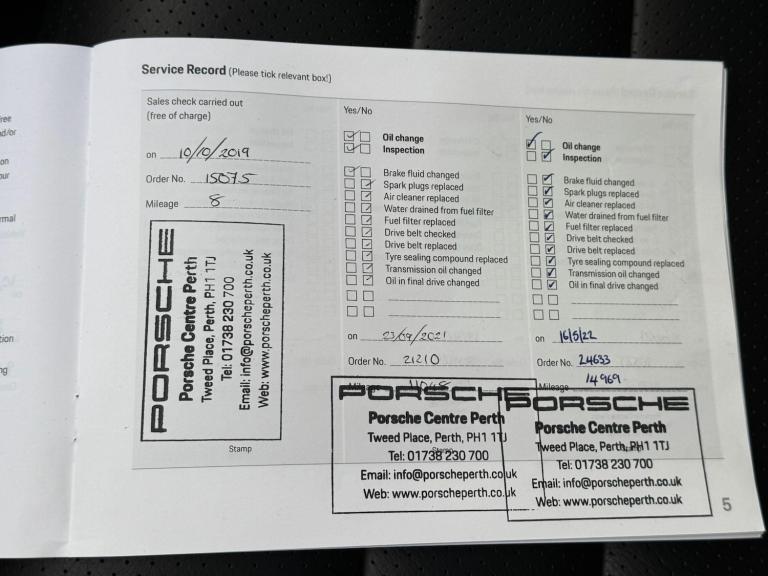 Service Record (Please tick relevant box!)
Sales check carried out
(free of charge)
on 10/10/2019
Order No. 15075
Mileage 8
PORSCHE
Porsche Centre Perth
Tweed Place, Perth, PH1 1TJ
Tel: 01738 230 700
Email: info@porscheperth.co.uk
Web: www.porscheperth.co.uk
Stamp
Yes/No
Oil change
Inspection
Brake fluid changed
Spark plugs replaced
Air cleaner replaced
Water drained from fuel filter
Fuel filter replaced
Drive belt checked
Drive belt replaced
Tyre sealing compound replaced
Transmission oil changed
Oil in final drive changed
on 23/09/2021
Order No. 21210
Mileage
PORSCHE
Porsche Centre Perth
Tweed Place, Perth, PH1 1TJ
Tel: 01738 230 700
Email: info@porscheperth.co.uk
Web: www.porscheperth.co.uk
Yes/No
Oil change
Inspection
Brake fluid changed
Spark plugs replaced
Air cleaner replaced
Water drained from fuel filter
Fuel filter replaced
Drive belt checked
Drive belt replaced
Tyre sealing compound replaced
Transmission oil changed
Oil in final drive changed
on 16/5/22
Order No. 24633
Mileage 14969
PORSCHE
Porsche Centre Perth
Tweed Place, Perth, PH1 1TJ
Tel: 01738 230 700
Email: info@porscheperth.co.uk
Web: www.porscheperth.co.uk
5
ree
d/or
on
our
rmal
tion
ng